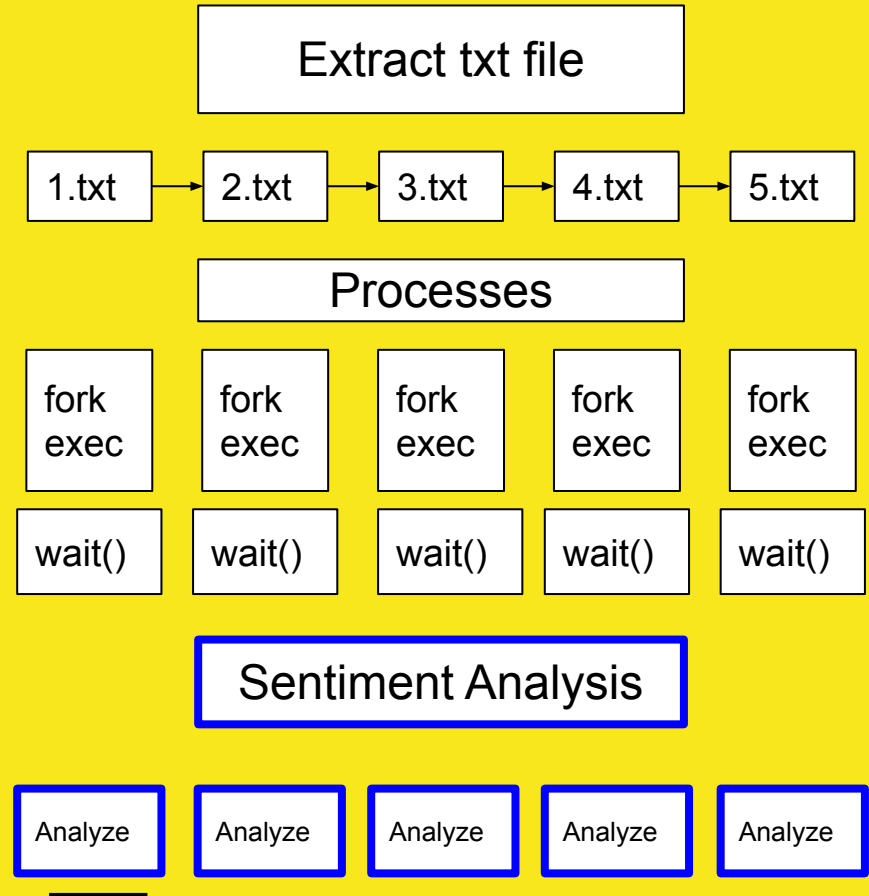 Extract txt file
1.txt 2.txt 3.txt 4.txt 5.txt
Processes
fork fork fork fork fork
exec exec exec exec exec
wait() wait() wait() wait() wait()
Sentiment Analysis
Analyze Analyze Analyze Analyze Analyze